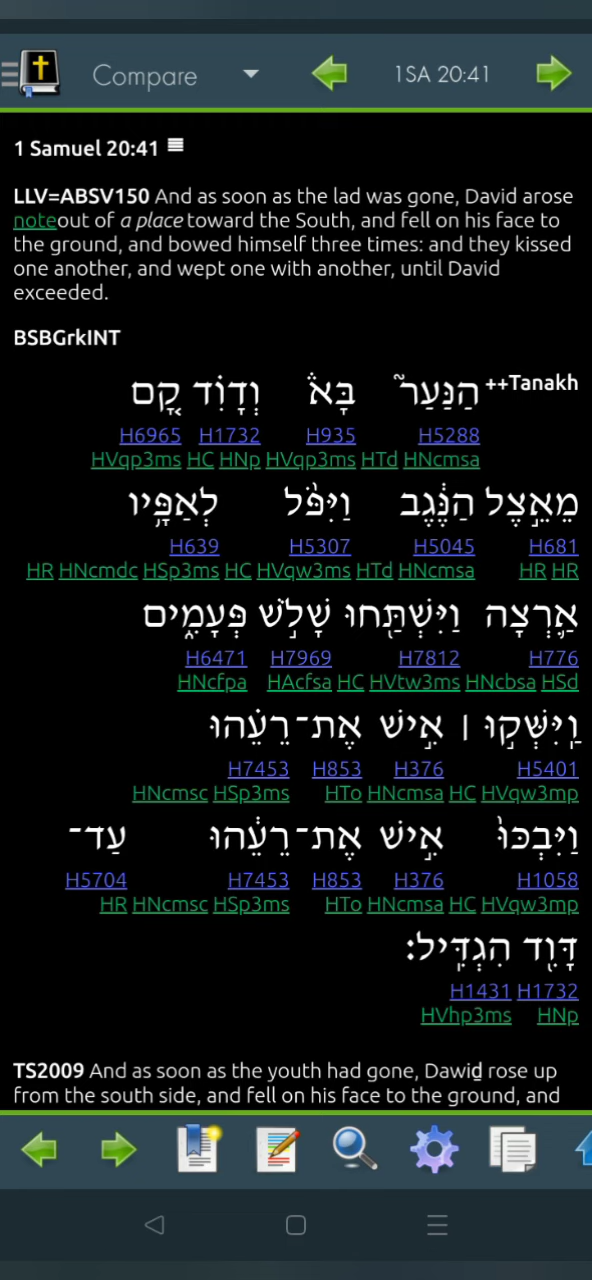 Compare
1SA 20:41
1 Samuel 20:41
LLV=ABSV150 And as soon as the lad was gone, David arose
noteout of a place toward the South, and fell on his face to
the ground, and bowed himself three times: and they kissed
one another, and wept one with another, until David
exceeded.
BSBGrkINT
++Tanakh הַנַּעַר֮ בָּא֒ וְדָוִ֗ד קָ֚ם
H6965 H1732 H935 H5288
HVqp3ms HC HNp HVqp3ms HTd HNcmsa
מֵאֵ֣צֶל הַנֶּ֔גֶב וַיִּפֹּ֨ל לְאַפָּ֥יו
H639 H5307 H5045 H681
HR HNcmdc HSp3ms HC HVqw3ms HTd HNcmsa HR HR
אַ֛רְצָה וַיִּשְׁתַּ֖חוּ שָׁלֹ֣שׁ פְּעָמִ֑ים
H6471 H7969 H7812 H776
HNcfpa HAcfsa HC HVtw3ms HNcbsa HSd
וַֽיִּשְּׁק֣וּ ׀ אִ֣ישׁ אֶת־רֵעֵ֗הוּ
H7453 H853 H376 H5401
HNcmsc HSp3ms HTo HNcmsa HC HVqw3mp
וַיִּבְכּוּ֙ אִ֣ישׁ אֶת־רֵעֵ֔הוּ עַד־
H5704 H7453 H853 H376 H1058
HR HNcmsc HSp3ms HTo HNcmsa HC HVqw3mp
דָּוִ֖ד הִגְדִּֽיל׃
H1431 H1732
HVhp3ms HNp
TS2009 And as soon as the youth had gone, Dawiḏ rose up
from the south side, and fell on his face to the ground, and